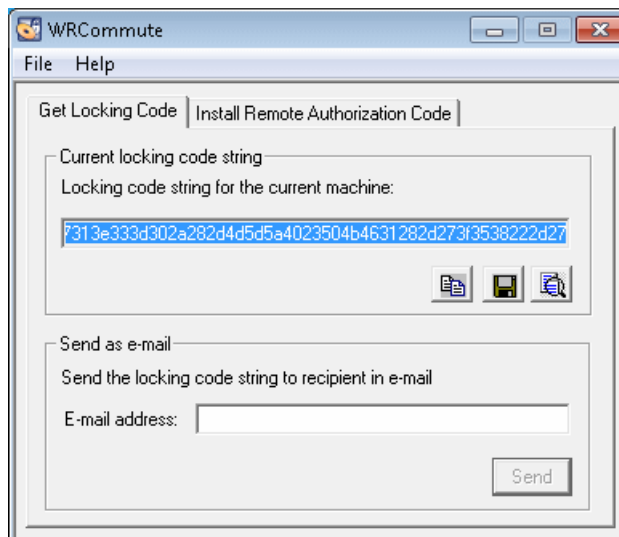 WRCommute
File Help
Get Locking Code Install Remote Authorization Code
Current locking code string
Locking code string for the current machine:
7313e333d302a282d4d5d5a4023504b4631282d273f3538222d27
Send as e-mail
Send the locking code string to recipient in e-mail
E-mail address:
Send